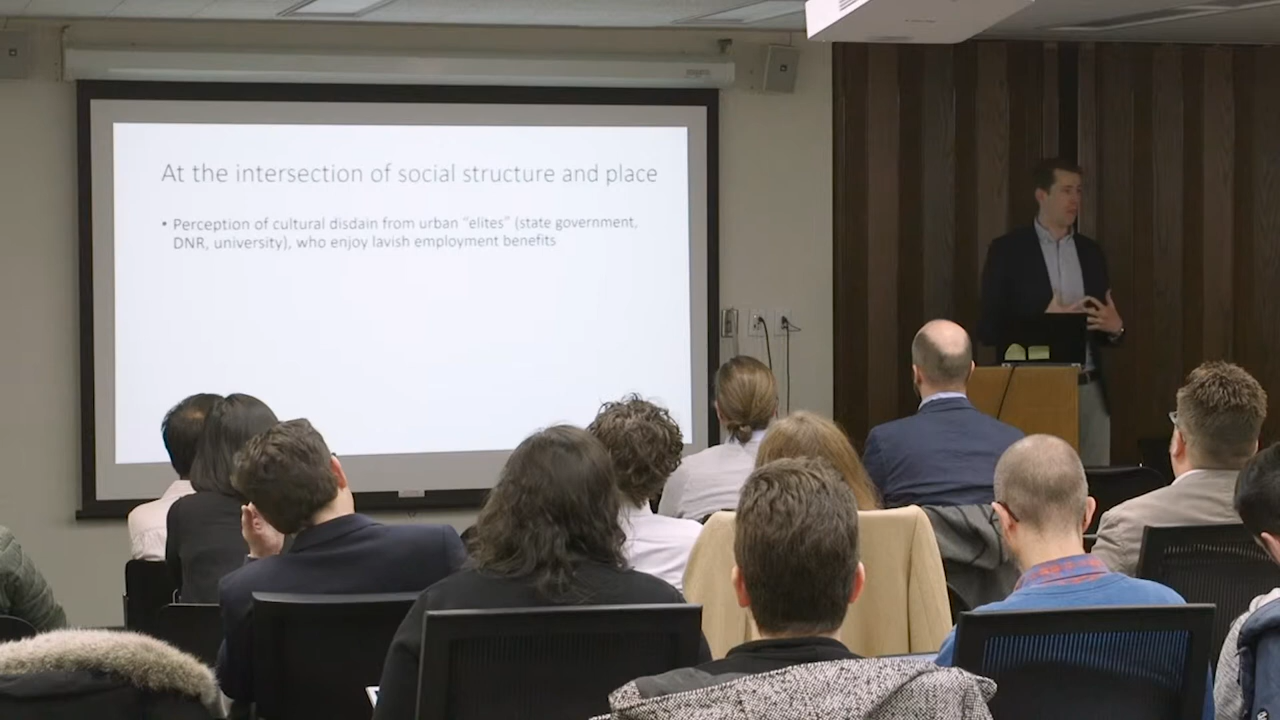 At the intersection of social structure and place
• Perception of cultural disdain from urban “elites” (state government,
DNR, university), who enjoy lavish employment benefits